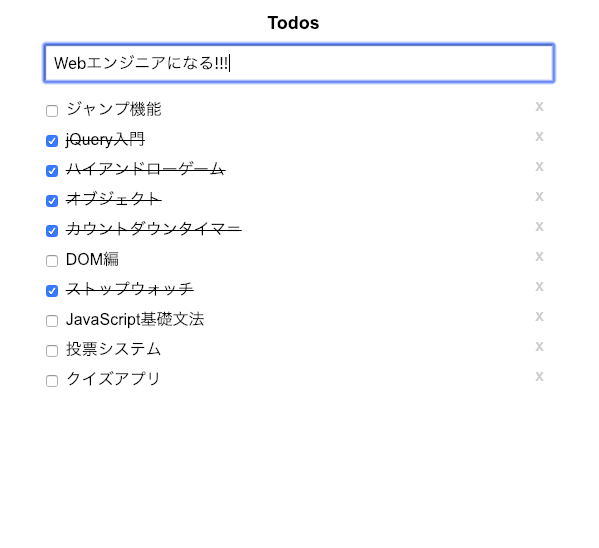 Todos
Webエンジニアになる!!!
ジャンプ機能 x
jQuery入門 x
ハイアンドローゲーム x
オブジェクト x
カウントダウンタイマー x
DOM編 x
ストップウォッチ x
JavaScript基礎文法 x
投票システム x
クイズアプリ x